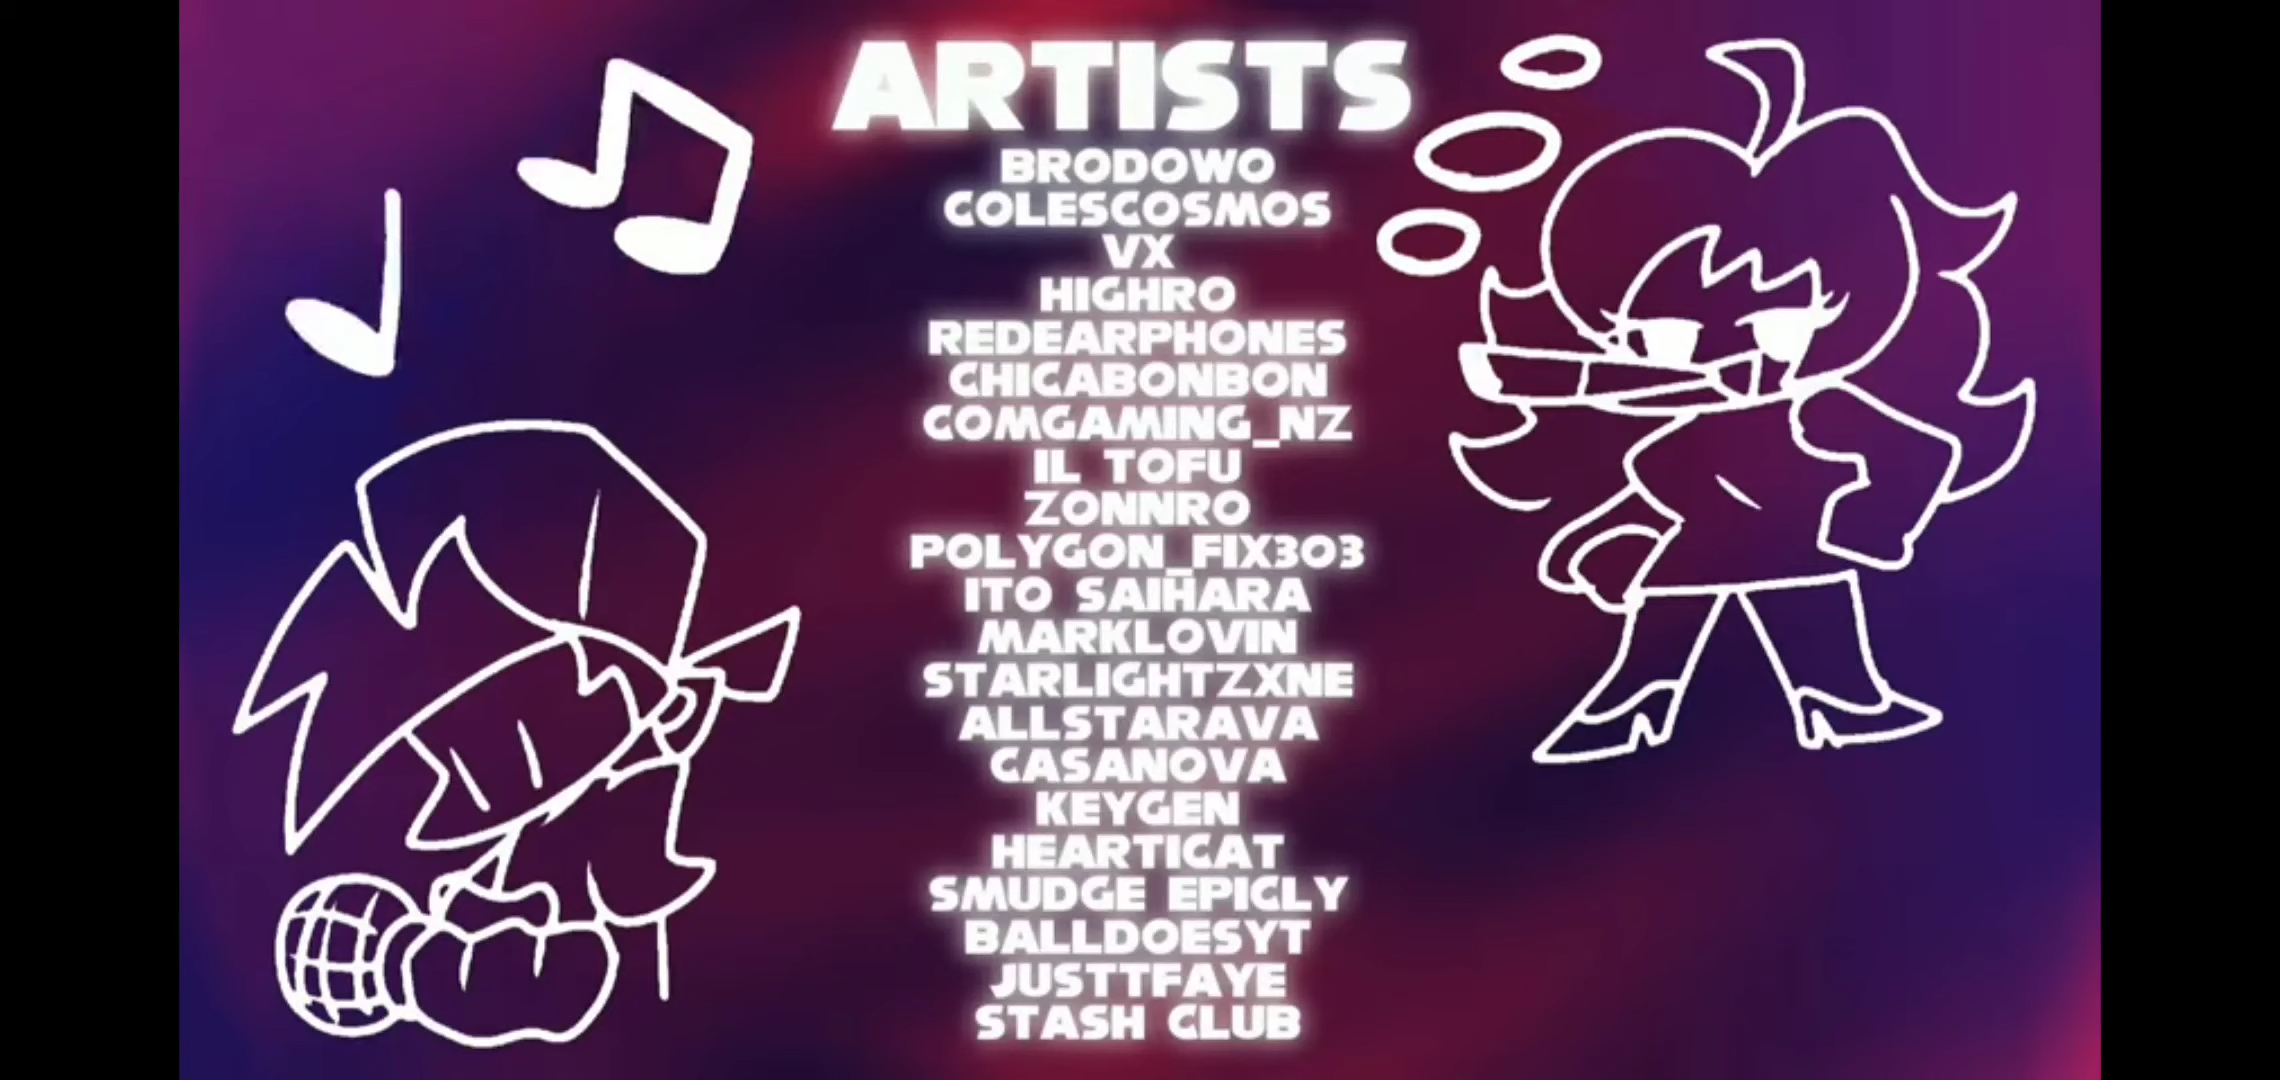 ARTISTS
BRODOWO
COLESCOSMOS
VX
HIGHRO
REDEARPHONES
CHICABONBON
COMGAMING_NZ
IL TOFU
ZONNRO
POLYGON_FIX303
ITO SAIHARA
MARKLOVIN
STARLIGHTZXNE
ALLSTARAVA
CASANOVA
KEYGEN
HEARTICAT
SMUDGE EPICLY
BALLDOESYT
JUSTTFAYE
STASH CLUB